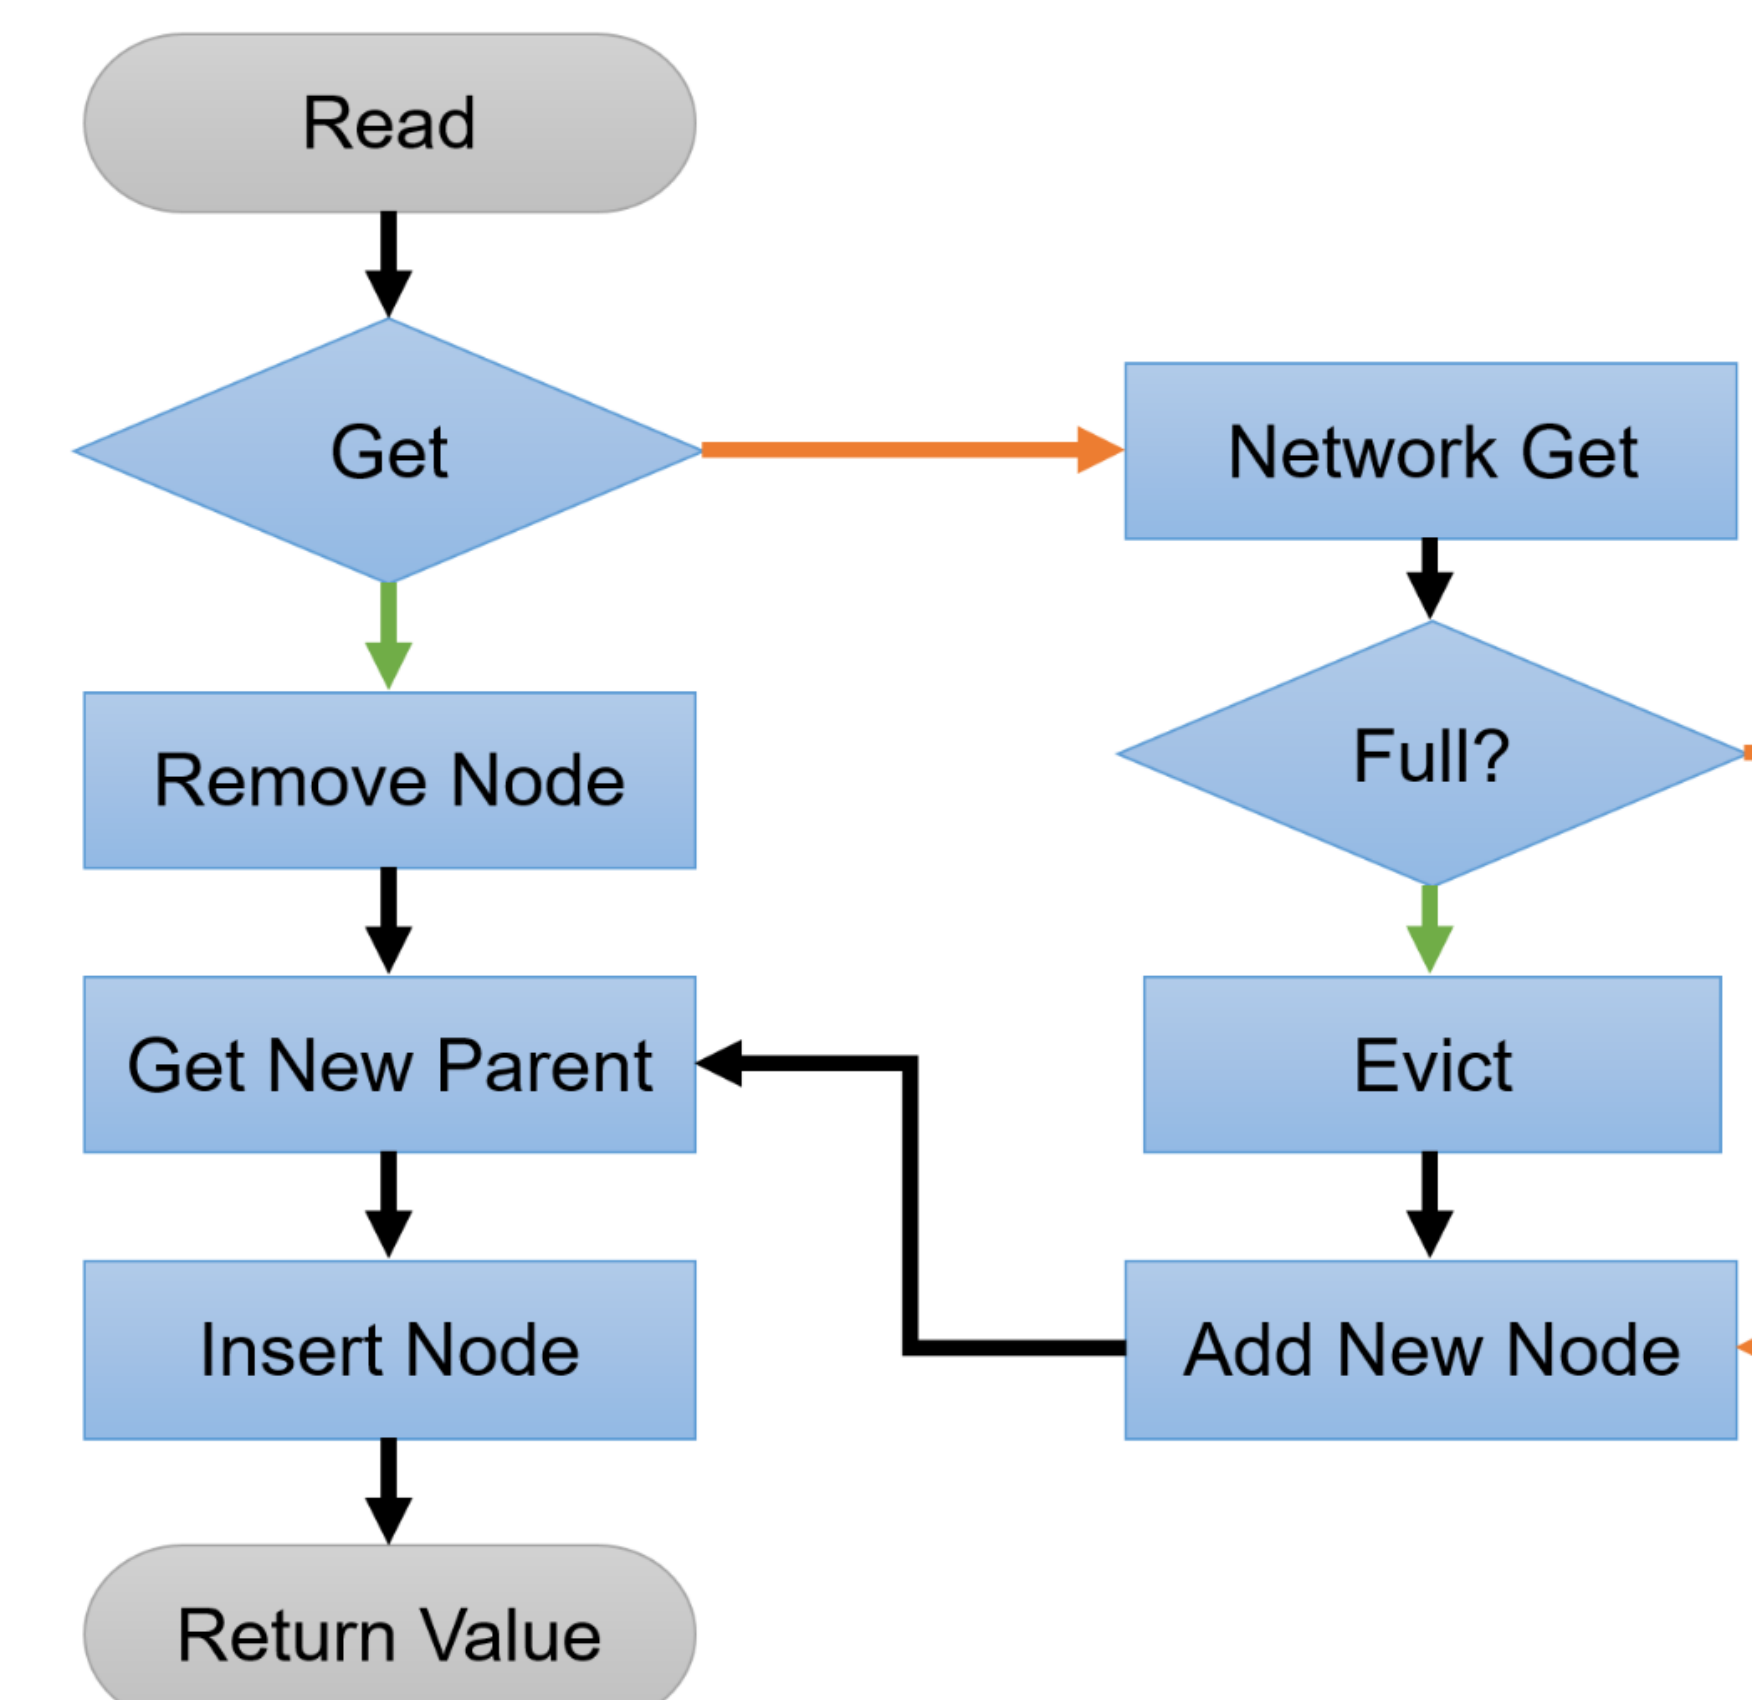 Read
Get
Network Get
Remove Node
Full?
Get New Parent
Evict
Insert Node
Add New Node
Return Value